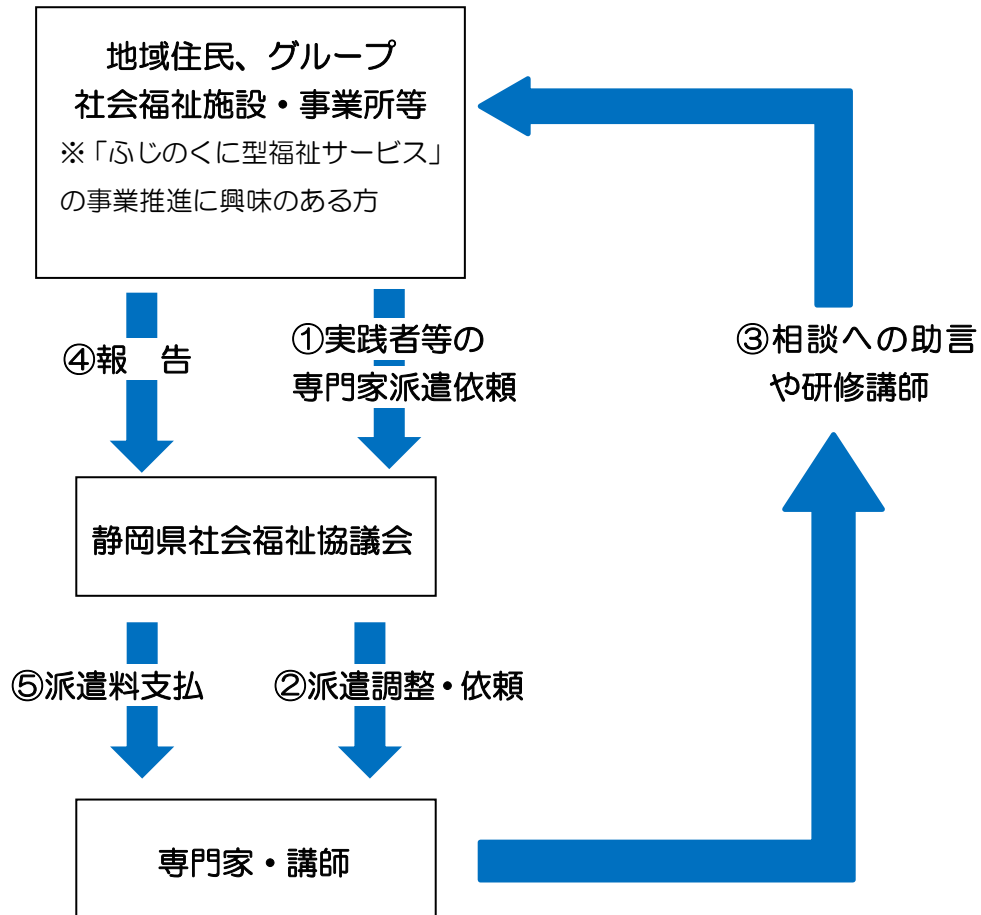 地域住民、グループ
社会福祉施設・事業所等
※「ふじのくに型福祉サービス」
の事業推進に興味のある方
④報　告
①実践者等の
専門家派遣依頼
③相談への助言
や研修講師
静岡県社会福祉協議会
⑤派遣料支払
②派遣調整・依頼
専門家・講師